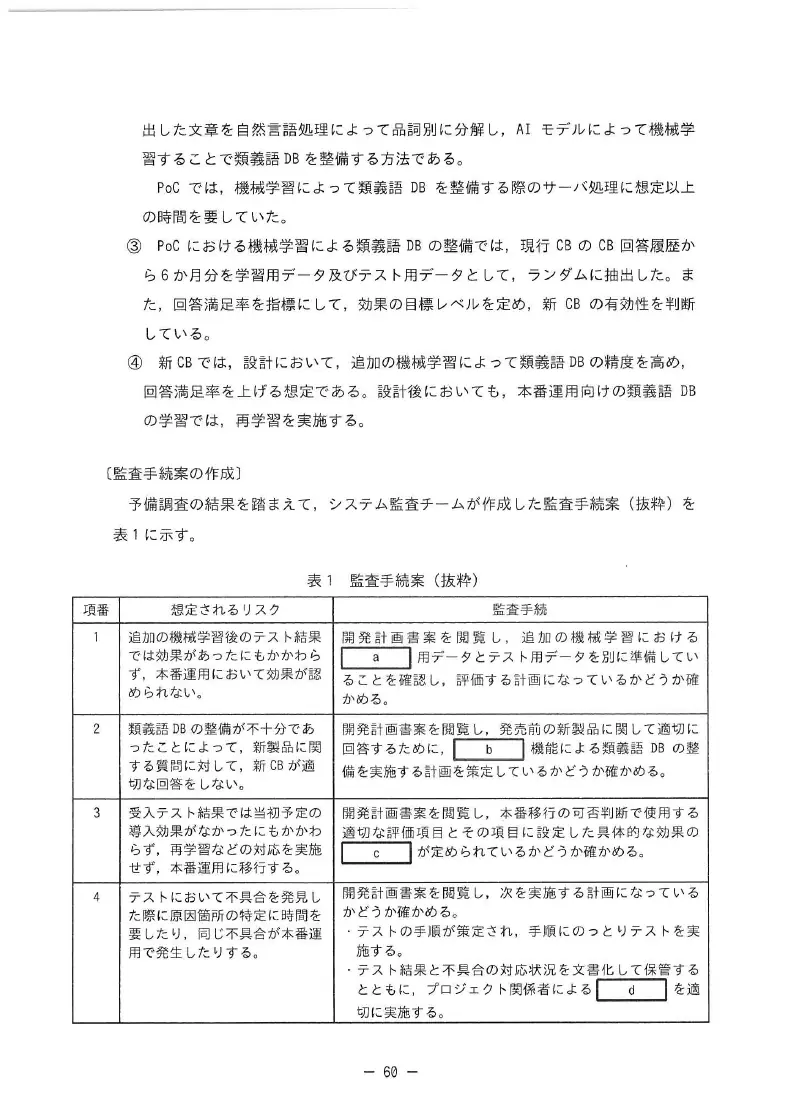 出した文章を自然言語処理によって品詞別に分解し，AI モデルによって機械学
習することで類義語 DB を整備する方法である。
PoC では，機械学習によって類義語 DB を整備する際のサーバ処理に想定以上
の時間を要していた。
③ PoC における機械学習による類義語 DB の整備では，現行 CB の CB 回答履歴か
ら 6 か月分を学習用データ及びテスト用データとして，ランダムに抽出した。ま
た，回答満足率を指標にして，効果の目標レベルを定め，新 CB の有効性を判断
している。
④ 新 CB では，設計において，追加の機械学習によって類義語 DB の精度を高め，
回答満足率を上げる想定である。設計後においても，本番運用向けの類義語 DB
の学習では，再学習を実施する。
〔監査手続案の作成〕
予備調査の結果を踏まえて，システム監査チームが作成した監査手続案（抜粋）を
表 1 に示す。
表 1 監査手続案（抜粋）
項番 想定されるリスク 監査手続
1 追加の機械学習後のテスト結果
では効果があったにもかかわら
ず，本番運用において効果が認
められない。
開発計画書案を閲覧し，追加の機械学習における
a 用データとテスト用データを別に準備してい
ることを確認し，評価する計画になっているかどうか確
かめる。
2 類義語 DB の整備が不十分であ
ったことによって，新製品に関
する質問に対して，新 CB が適
切な回答をしない。
開発計画書案を閲覧し，発売前の新製品に関して適切に
回答するために， b 機能による類義語 DB の整
備を実施する計画を策定しているかどうか確かめる。
3 受入テスト結果では当初予定の
導入効果がなかったにもかかわ
らず，再学習などの対応を実施
せず，本番運用に移行する。
開発計画書案を閲覧し，本番移行の可否判断で使用する
適切な評価項目とその項目に設定した具体的な効果の
c が定められているかどうか確かめる。
4 テストにおいて不具合を発見し
た際に原因箇所の特定に時間を
要したり，同じ不具合が本番運
用で発生したりする。
開発計画書案を閲覧し，次を実施する計画になっている
かどうか確かめる。
・テストの手順が策定され，手順にのっとりテストを実
施する。
・テスト結果と不具合の対応状況を文書化して保管する
とともに，プロジェクト関係者による d を適
切に実施する。
－ 60 －